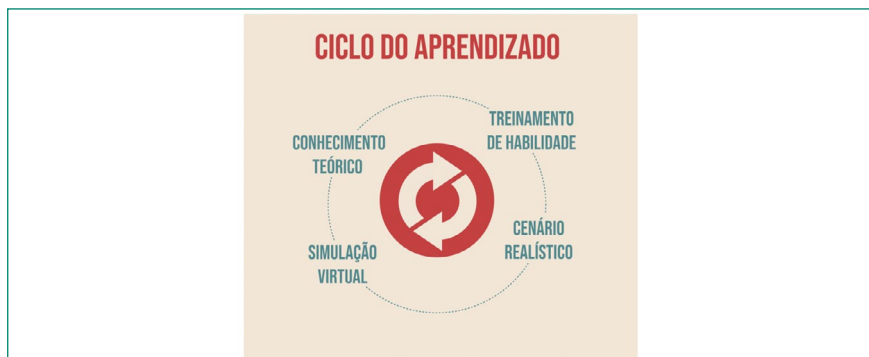 CICLO DO APRENDIZADO
CONHECIMENTO
TEÓRICO
TREINAMENTO
DE HABILIDADE
CENÁRIO
REALÍSTICO
SIMULAÇÃO
VIRTUAL